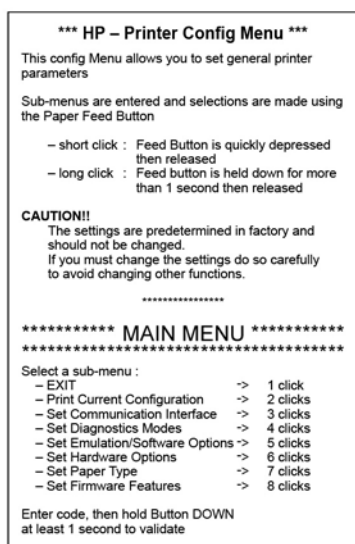 *** HP – Printer Config Menu ***
This config Menu allows you to set general printer
parameters
Sub-menus are entered and selections are made using
the Paper Feed Button
– short click : Feed Button is quickly depressed
then released
– long click : Feed button is held down for more
than 1 second then released
CAUTION!!
The settings are predetermined in factory and
should not be changed.
If you must change the settings do so carefully
to avoid changing other functions.
****************
*********** MAIN MENU ***********
**************************************
Select a sub-menu :
– EXIT -> 1 click
– Print Current Configuration -> 2 clicks
– Set Communication Interface -> 3 clicks
– Set Diagnostics Modes -> 4 clicks
– Set Emulation/Software Options -> 5 clicks
– Set Hardware Options -> 6 clicks
– Set Paper Type -> 7 clicks
– Set Firmware Features -> 8 clicks
Enter code, then hold Button DOWN
at least 1 second to validate